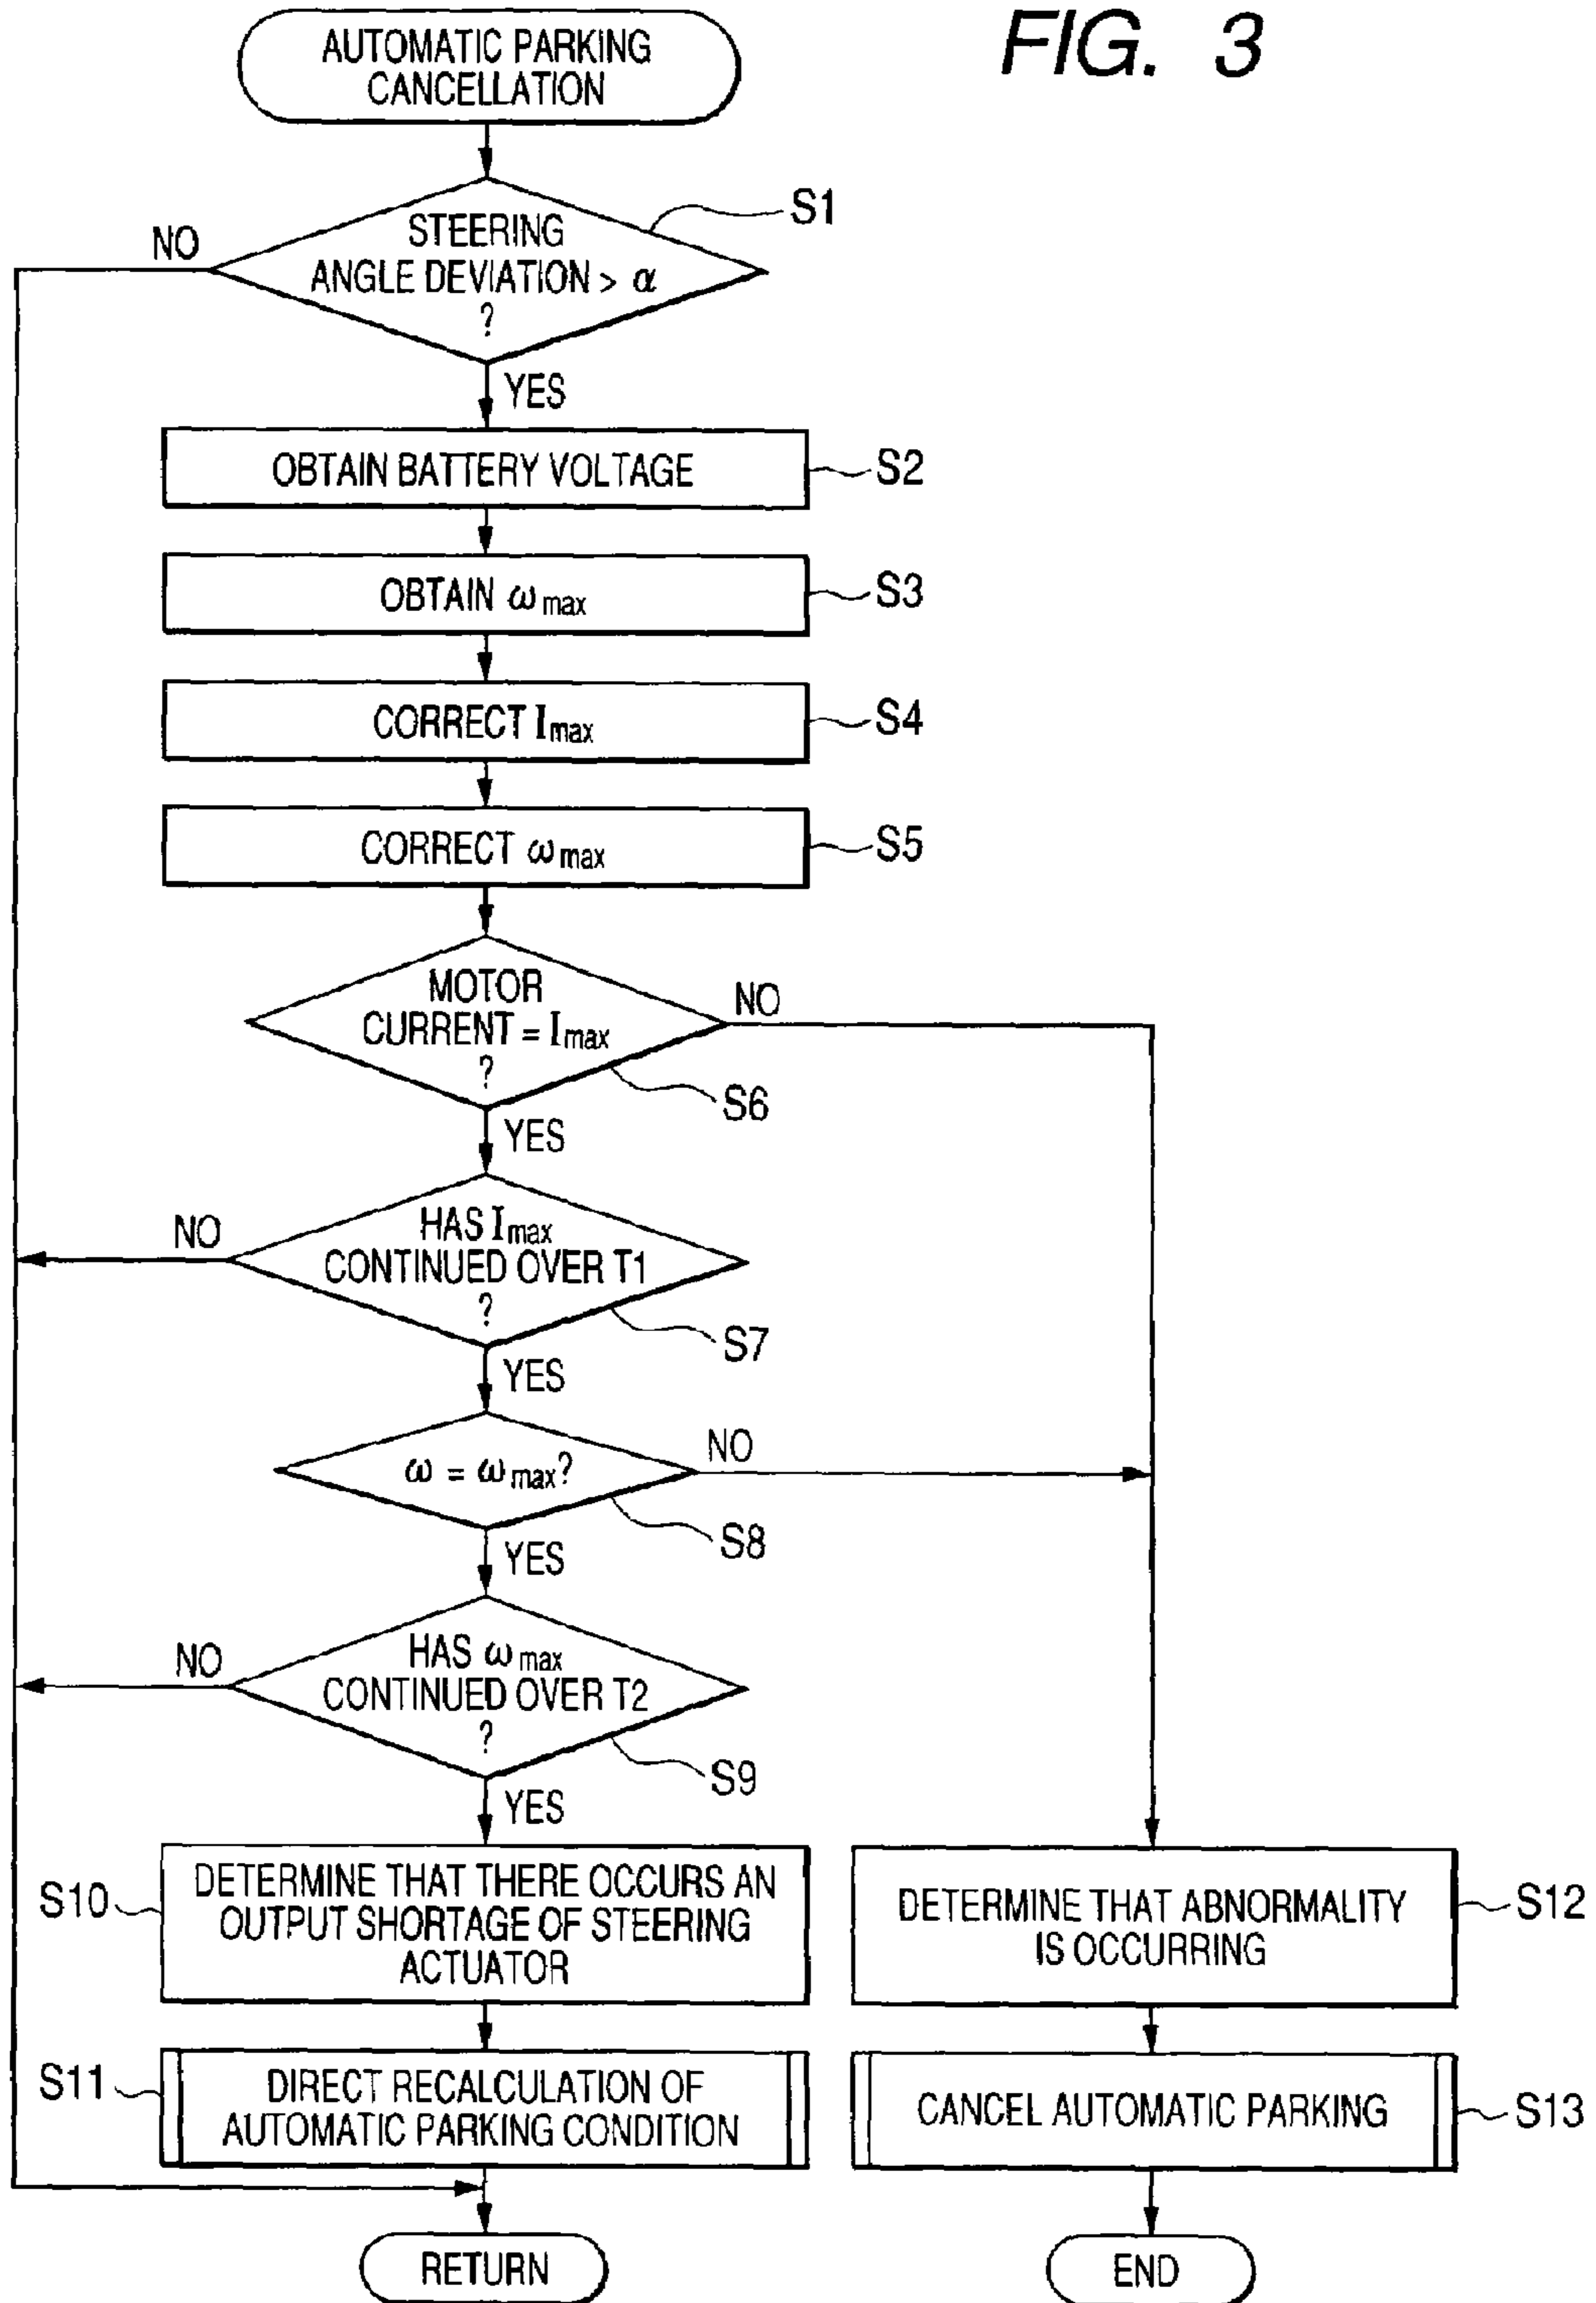 FIG. 3
AUTOMATIC PARKING
CANCELLATION
S1
NO
STEERING
ANGLE DEVIATION > α
?
YES
OBTAIN BATTERY VOLTAGE
S2
OBTAIN ωmax
S3
CORRECT Imax
S4
CORRECT ωmax
S5
MOTOR
CURRENT = Imax
?
NO
S6
YES
NO
HAS Imax
CONTINUED OVER T1
?
S7
YES
ω = ωmax?
NO
S8
YES
NO
HAS ωmax
CONTINUED OVER T2
?
S9
YES
S10
DETERMINE THAT THERE OCCURS AN
OUTPUT SHORTAGE OF STEERING
ACTUATOR
DETERMINE THAT ABNORMALITY
IS OCCURRING
S12
S11
DIRECT RECALCULATION OF
AUTOMATIC PARKING CONDITION
CANCEL AUTOMATIC PARKING
S13
RETURN
END